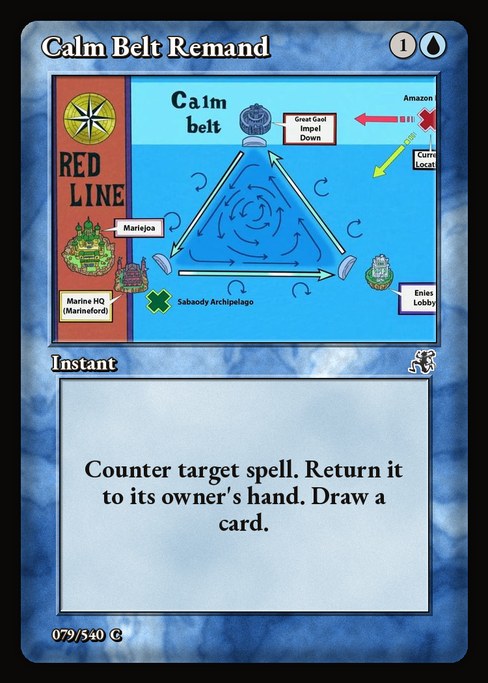 Calm Belt Remand 1
Calm
belt
Great Gaol
Impel
Down
Amazon
Curre
Locati
RED
LINE
Mariejoa
Marine HQ
(Marineford)
Sabaody Archipelago
Enies
Lobby
Instant
Counter target spell. Return it
to its owner's hand. Draw a
card.
079/540 C